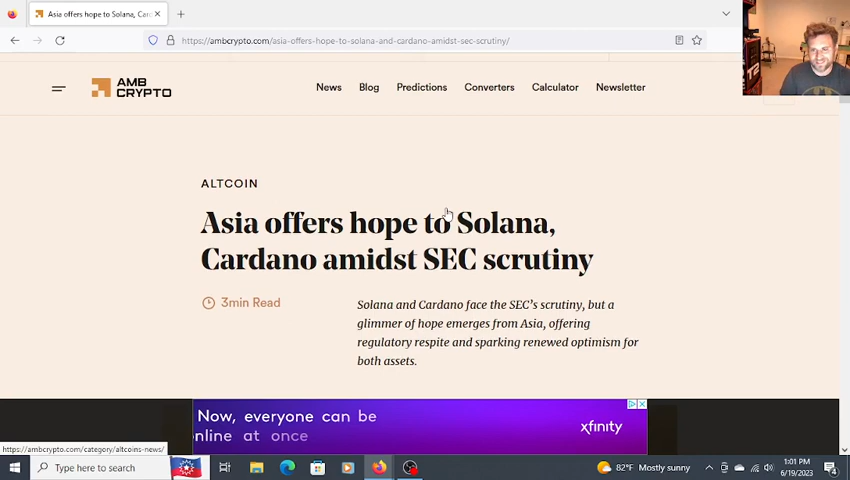 Asia offers hope to Solana, Car
https://ambcrypto.com/asia-offers-hope-to-solana-and-cardano-amidst-sec-scrutiny/
AMB
CRYPTO
News
Blog
Predictions
Converters
Calculator
Newsletter
ALTCOIN
Asia offers hope to Solana,
Cardano amidst SEC scrutiny
3min Read
Solana and Cardano face the SEC's scrutiny, but a
glimmer of hope emerges from Asia, offering
regulatory respite and sparking renewed optimism for
both assets.
Now, everyone can be
online at once
xfinity
https://ambcrypto.com/category/altcoins-news/
Type here to search
82°F Mostly sunny
1:01 PM
6/19/2023
4